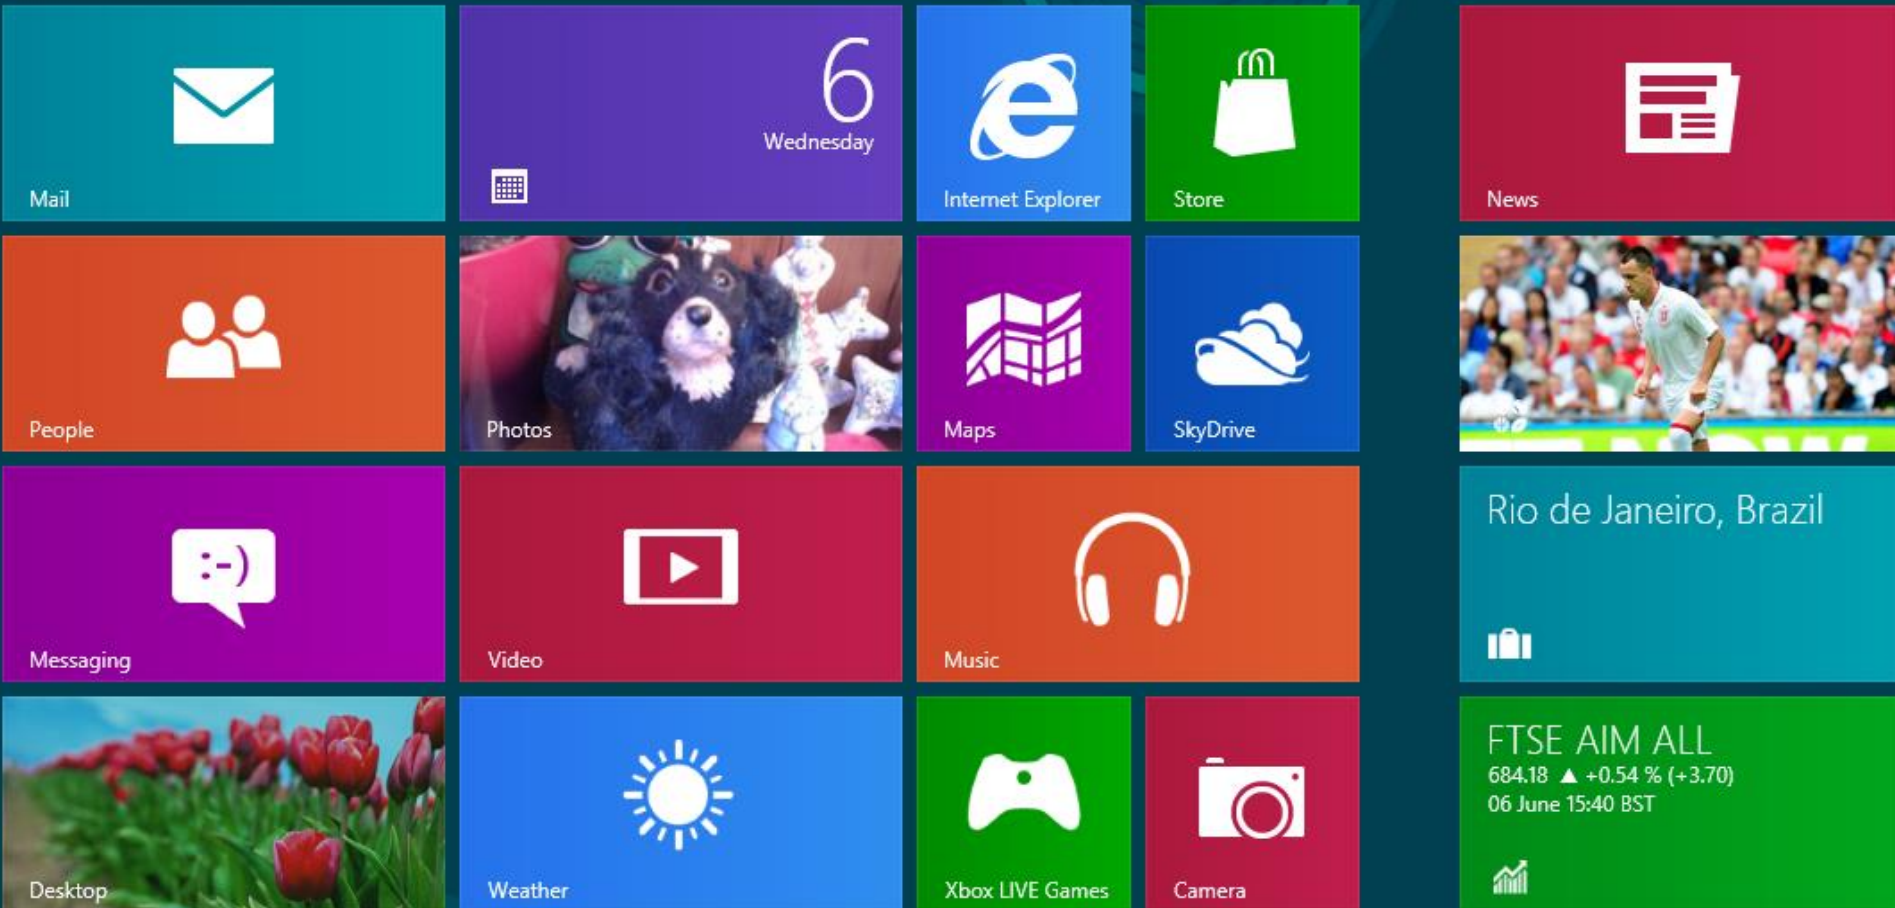 6
Wednesday
Mail
Internet Explorer
Store
News
People
Photos
Maps
SkyDrive
Rio de Janeiro, Brazil
:-)
Messaging
Video
Music
FTSE AIM ALL
684.18 ▲ +0.54 % (+3.70)
06 June 15:40 BST
Desktop
Weather
Xbox LIVE Games
Camera